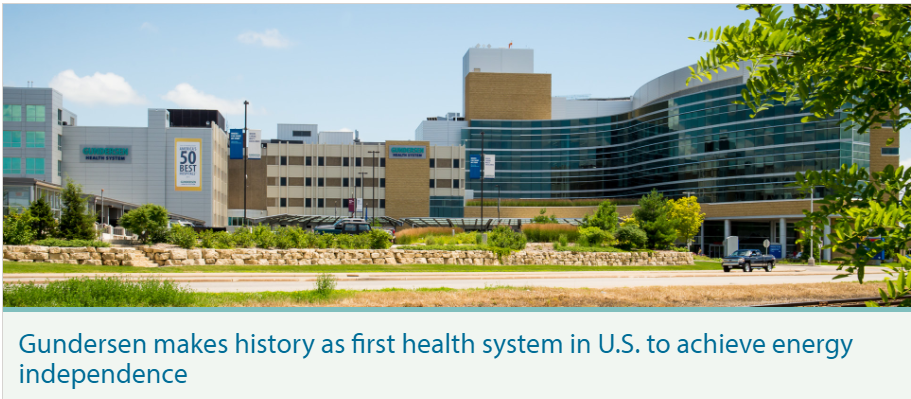 GUNDERSEN
HEALTH SYSTEM
AMERICA'S
50
BEST
HOSPITALS
GUNDERSEN
HEALTH SYSTEM
Gundersen makes history as first health system in U.S. to achieve energy
independence